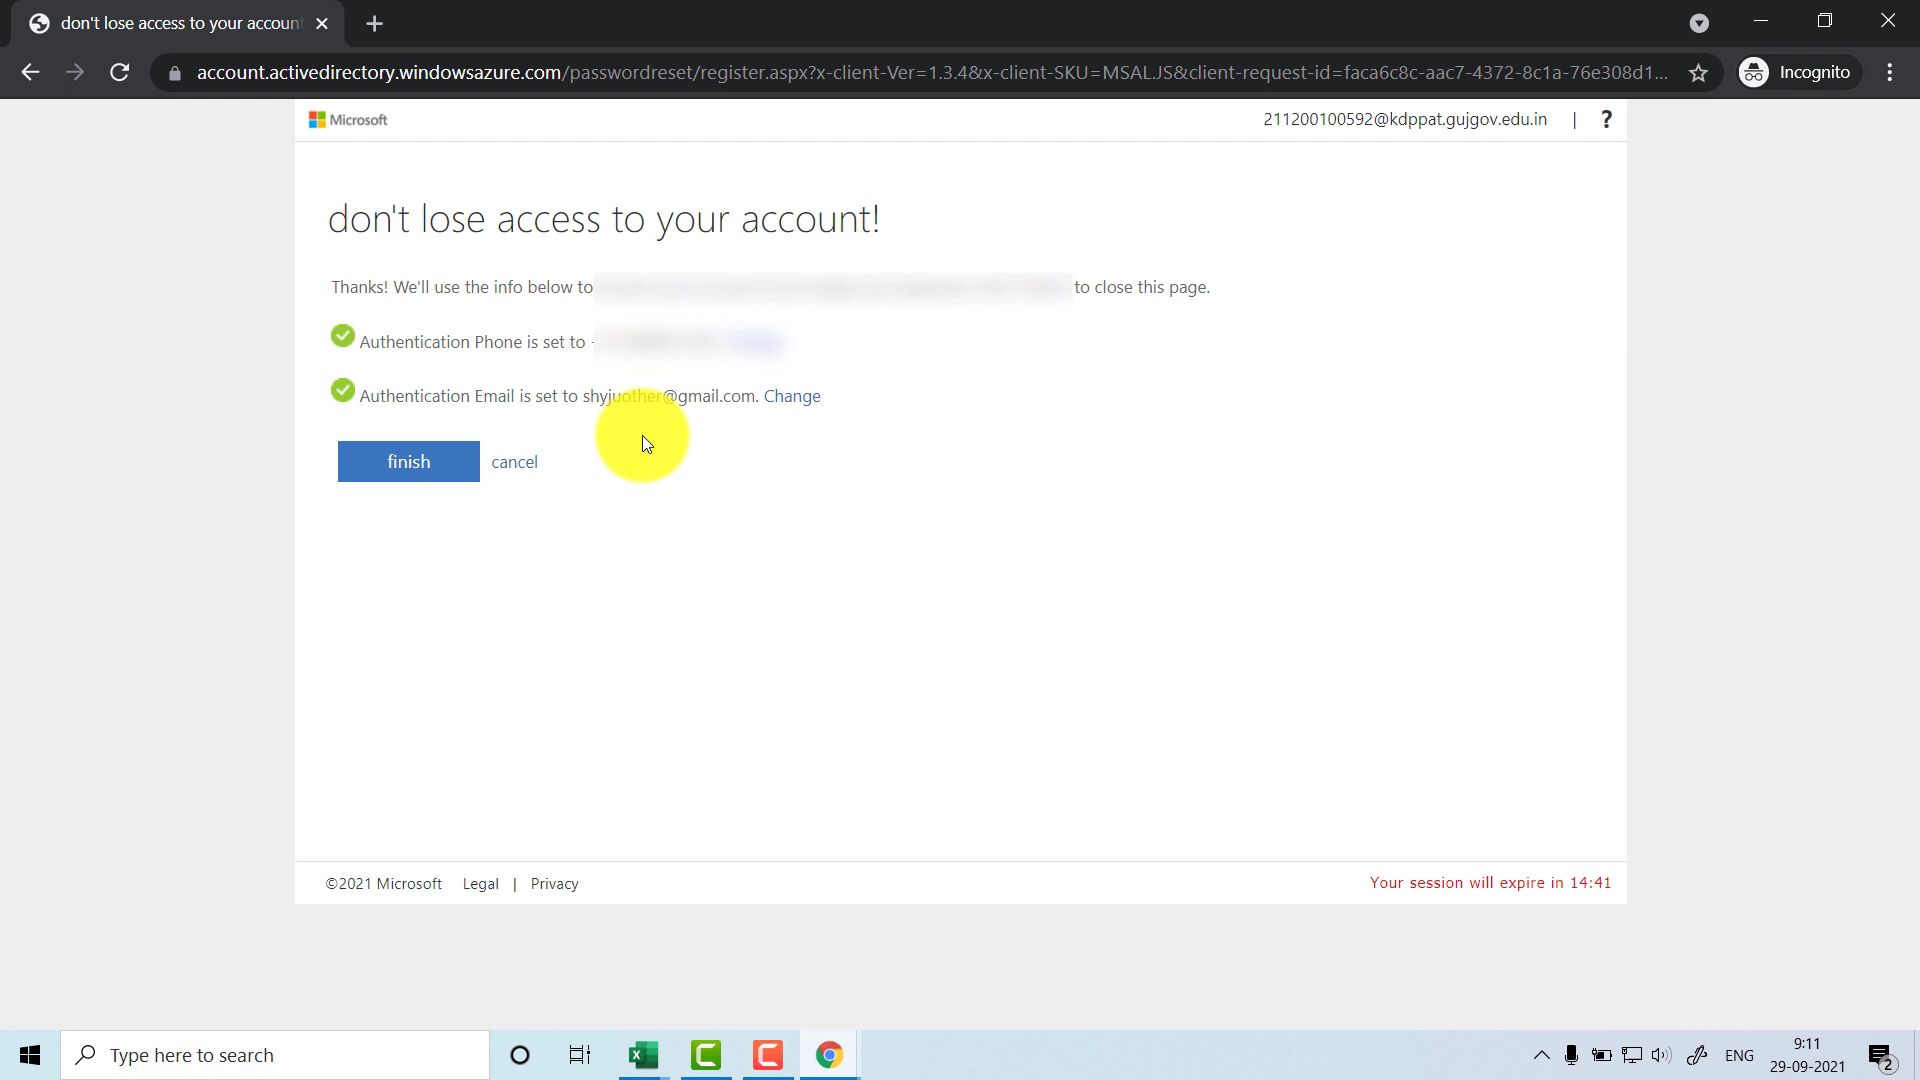 don't lose access to your accoun
account.activedirectory.windowsazure.com/passwordreset/register.aspx?x-client-Ver=1.3.4&x-client-SKU=MSAL.JS&client-request-id=faca6c8c-aac7-4372-8c1a-76e308d1...
Incognito
Microsoft
211200100592@kdppat.gujgov.edu.in | ?
don't lose access to your account!
Thanks! We'll use the info below to to close this page.
Authentication Phone is set to
Authentication Email is set to shyjuother@gmail.com. Change
finish cancel
©2021 Microsoft Legal | Privacy
Your session will expire in 14:41
Type here to search
ENG
9:11
29-09-2021
2